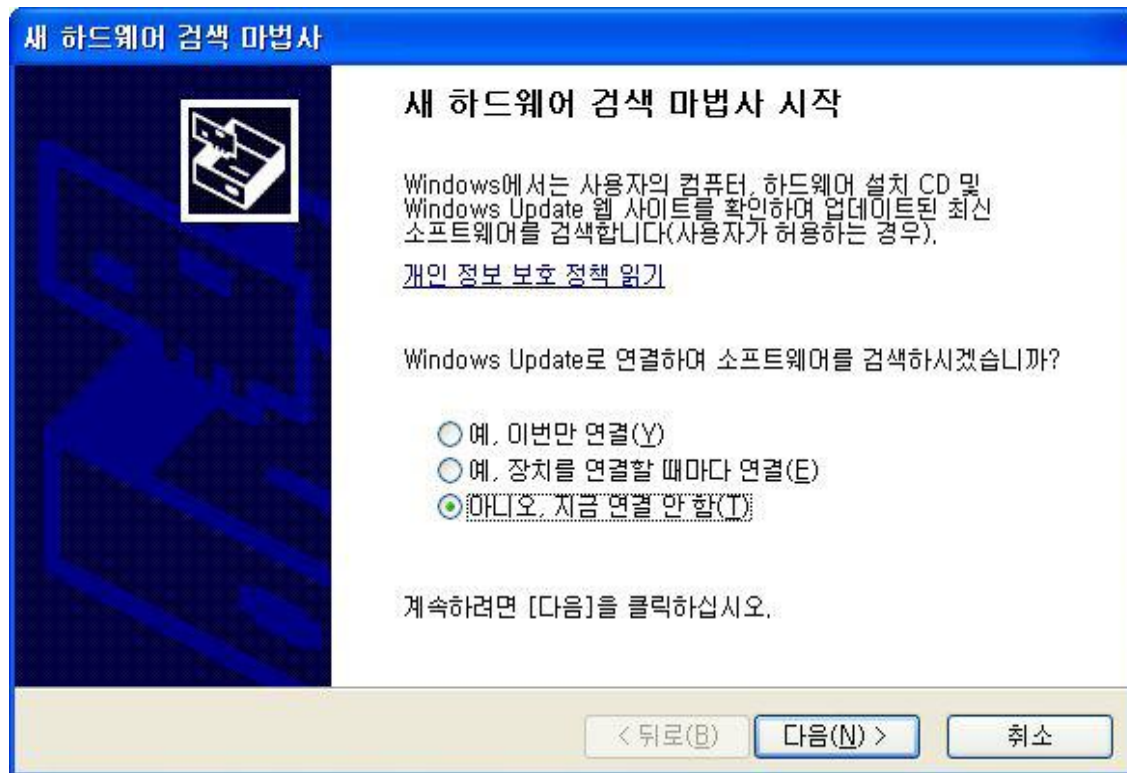 새 하드웨어 검색 마법사
새 하드웨어 검색 마법사 시작
Windows에서는 사용자의 컴퓨터, 하드웨어 설치 CD 및
Windows Update 웹 사이트를 확인하여 업데이트된 최신
소프트웨어를 검색합니다(사용자가 허용하는 경우).
개인 정보 보호 정책 읽기
Windows Update로 연결하여 소프트웨어를 검색하시겠습니까?
예, 이번만 연결(Y)
예, 장치를 연결할 때마다 연결(E)
아니오, 지금 연결 안 함(T)
계속하려면 [다음]을 클릭하십시오.
< 뒤로(B) 다음(N) > 취소